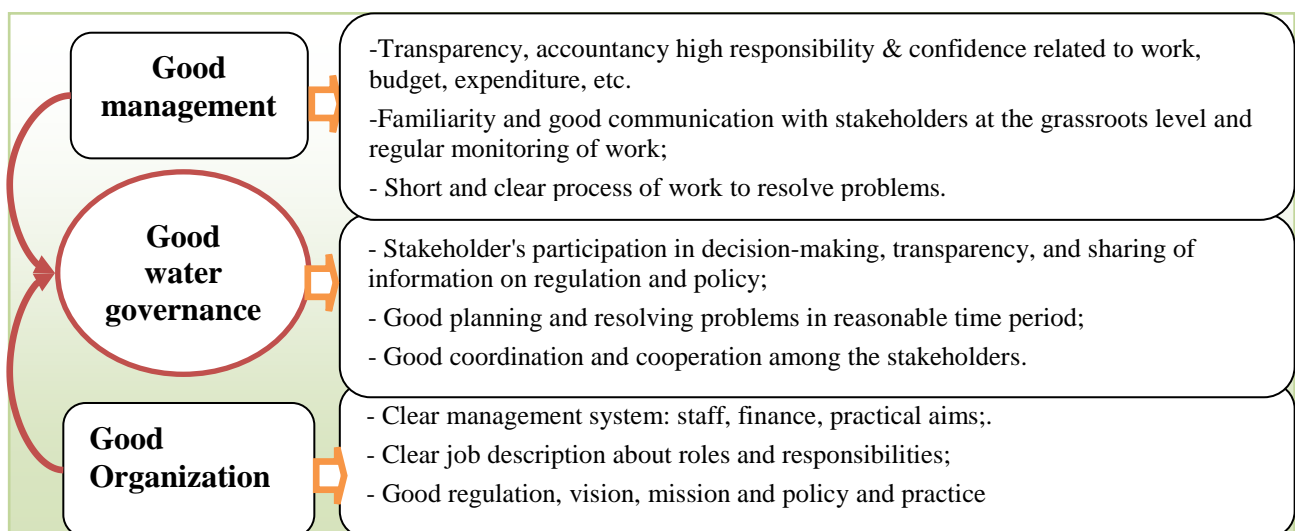 Good
management
-Transparency, accountancy high responsibility & confidence related to work,
budget, expenditure, etc.
-Familiarity and good communication with stakeholders at the grassroots level and
regular monitoring of work;
- Short and clear process of work to resolve problems.
Good
water
governance
- Stakeholder's participation in decision-making, transparency, and sharing of
information on regulation and policy;
- Good planning and resolving problems in reasonable time period;
- Good coordination and cooperation among the stakeholders.
Good
Organization
- Clear management system: staff, finance, practical aims;.
- Clear job description about roles and responsibilities;
- Good regulation, vision, mission and policy and practice